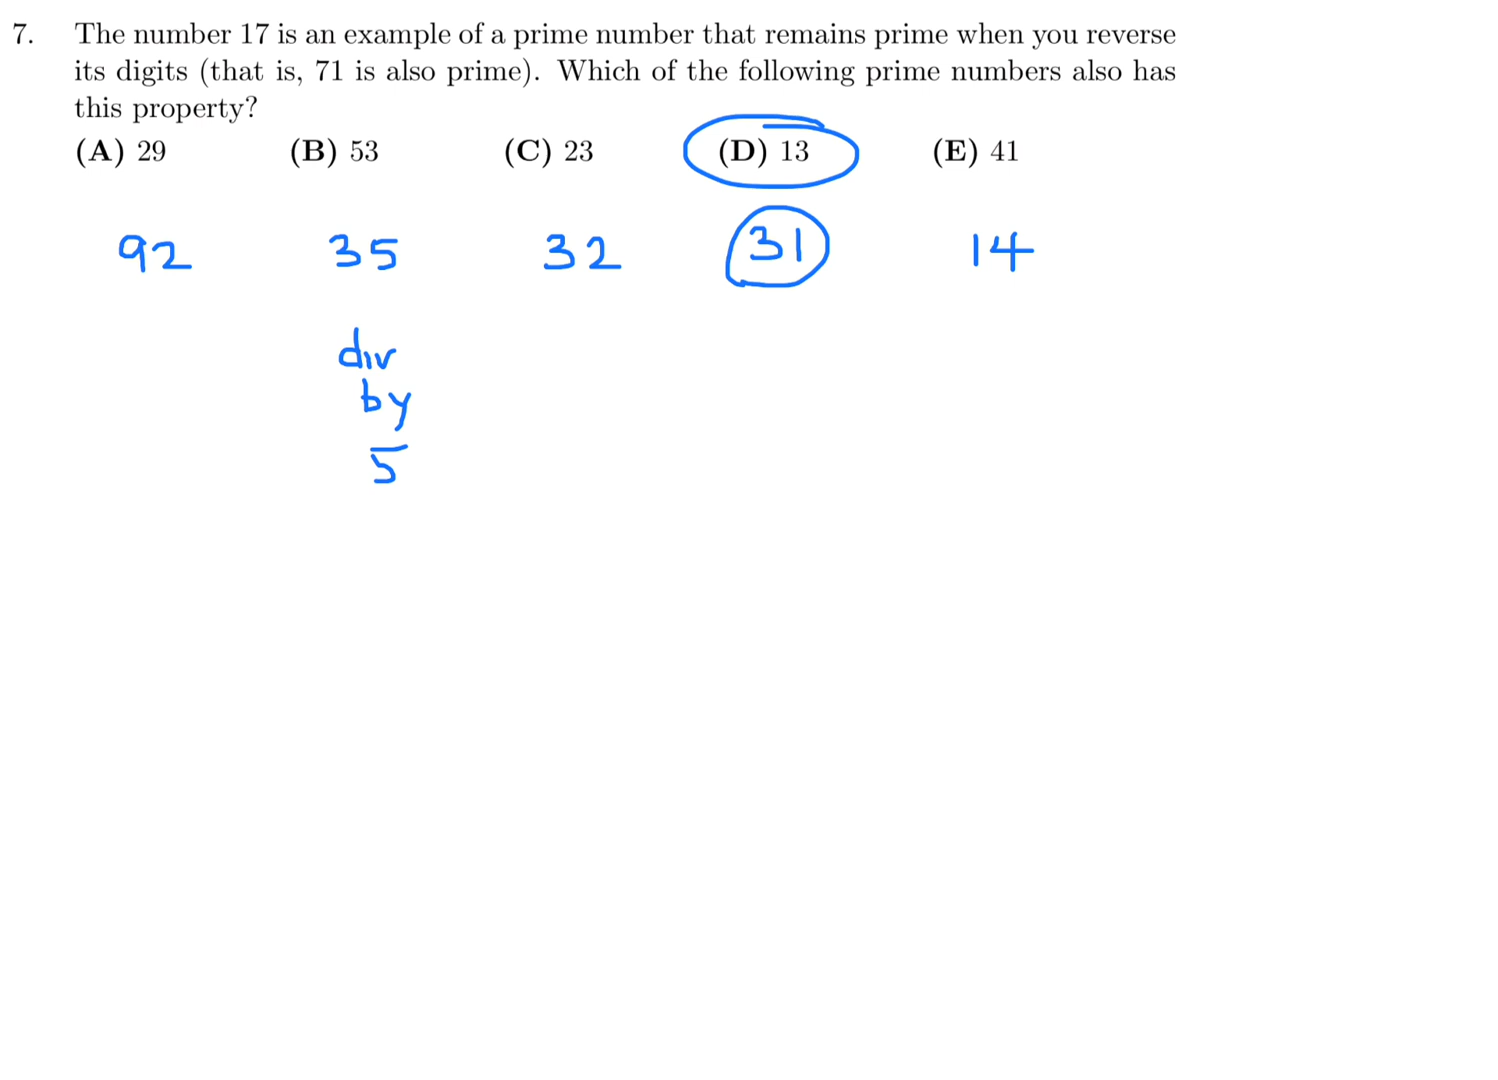 7. The number 17 is an example of a prime number that remains prime when you reverse
its digits (that is, 71 is also prime). Which of the following prime numbers also has
this property?
(A) 29 (B) 53 (C) 23 (D) 13 (E) 41
92 35 32 31 14
div
by
5